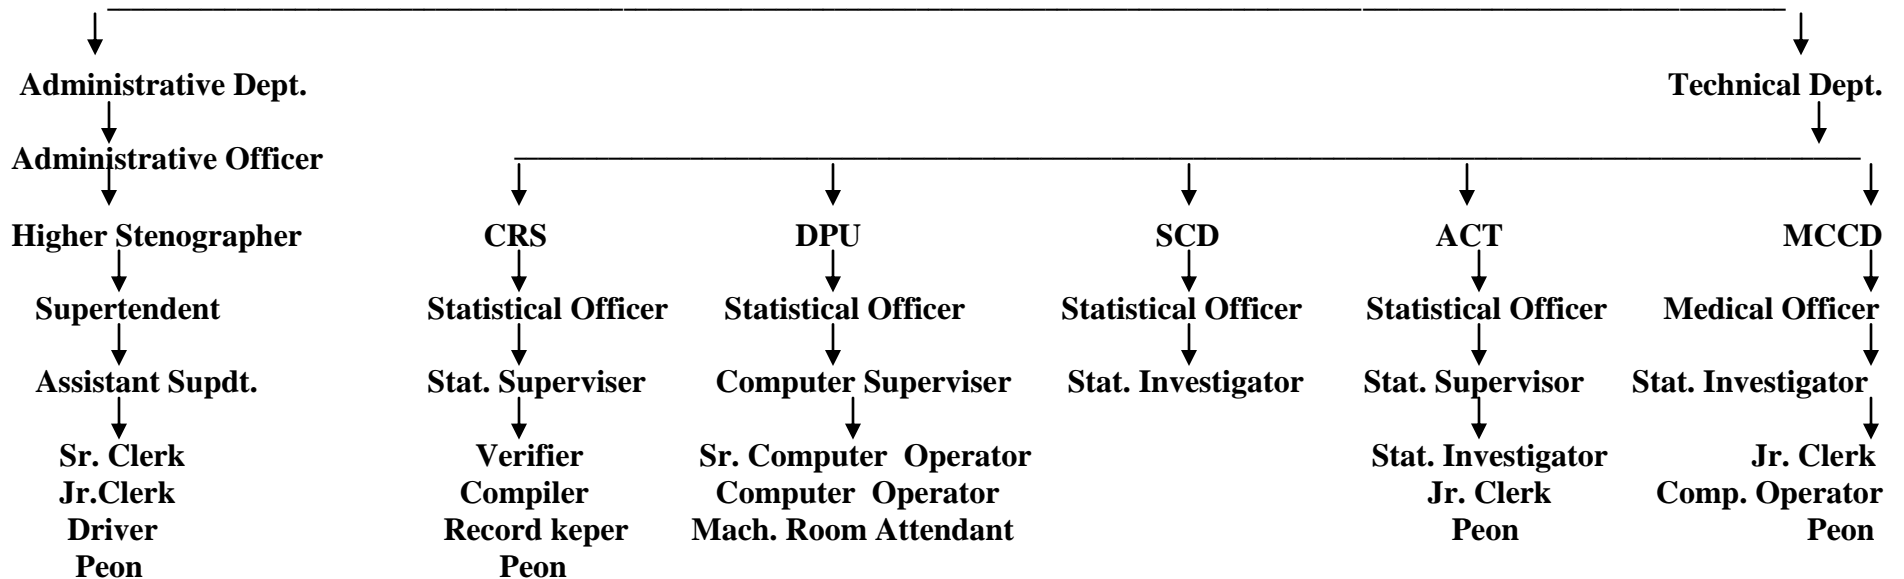 Administrative Dept. Technical Dept.
Administrative Officer
Higher Stenographer CRS DPU SCD ACT MCCD
Supertendent Statistical Officer Statistical Officer Statistical Officer Statistical Officer Medical Officer
Assistant Supdt. Stat. Superviser Computer Superviser Stat. Investigator Stat. Supervisor Stat. Investigator
Sr. Clerk Verifier Sr. Computer Operator Stat. Investigator Jr. Clerk
Jr.Clerk Compiler Computer Operator Jr. Clerk Comp. Operator
Driver Record keper Mach. Room Attendant Peon Peon
Peon Peon